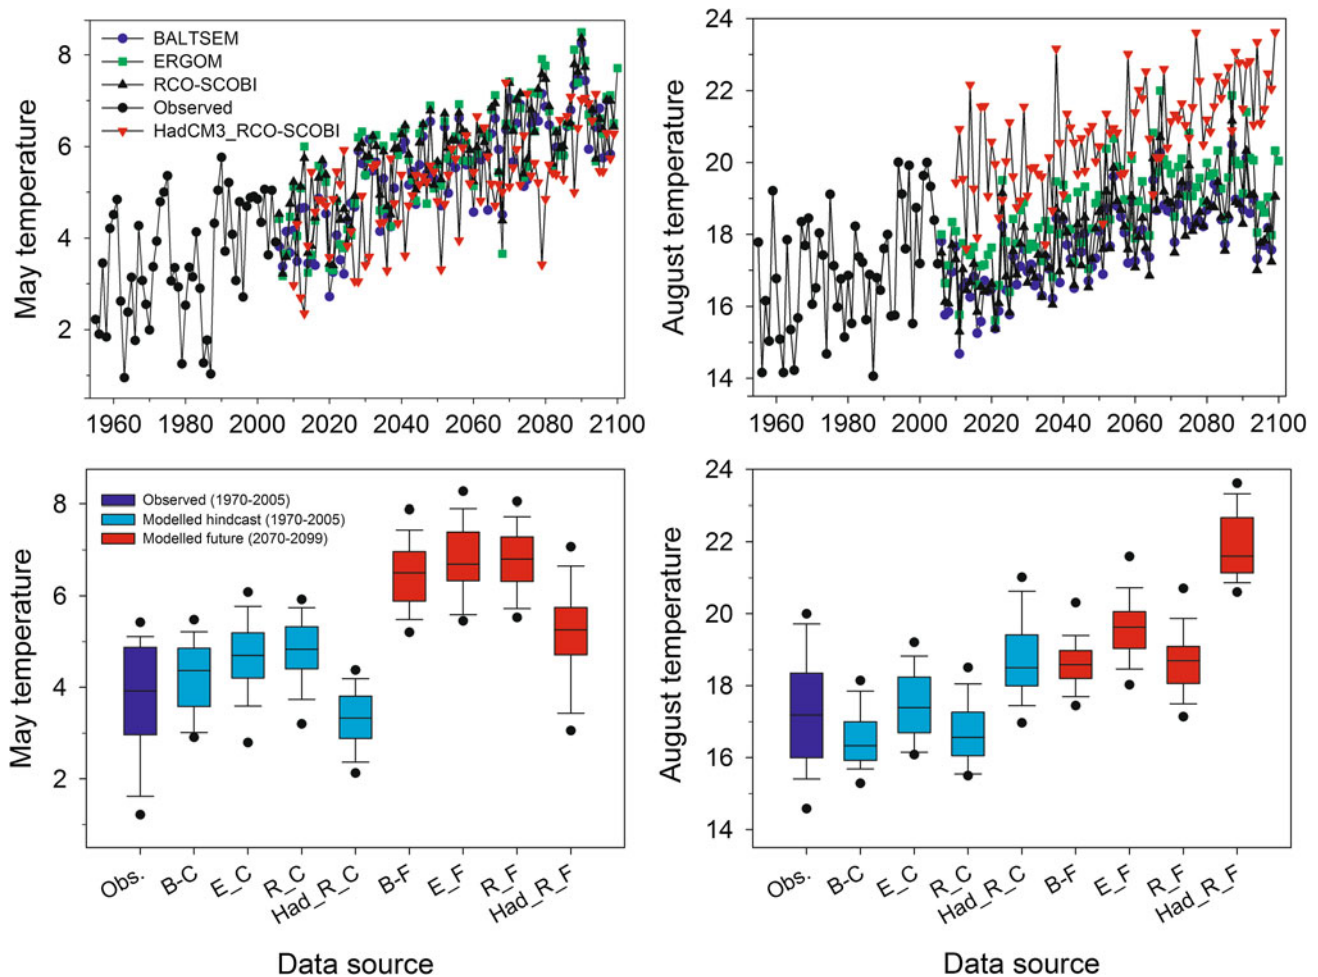 May temperature
8
6
4
2
BALTSEM
ERGOM
RCO-SCOBI
Observed
HadCM3_RCO-SCOBI
1960 1980 2000 2020 2040 2060 2080 2100
August temperature
24
22
20
18
16
14
1960 1980 2000 2020 2040 2060 2080 2100
May temperature
8
6
4
2
Observed (1970-2005)
Modelled hindcast (1970-2005)
Modelled future (2070-2099)
Obs. B-C E_C R_C Had_R_C B-F E_F R_F Had_R_F
Data source
August temperature
24
22
20
18
16
14
Obs. B-C E_C R_C Had_R_C B-F E_F R_F Had_R_F
Data source